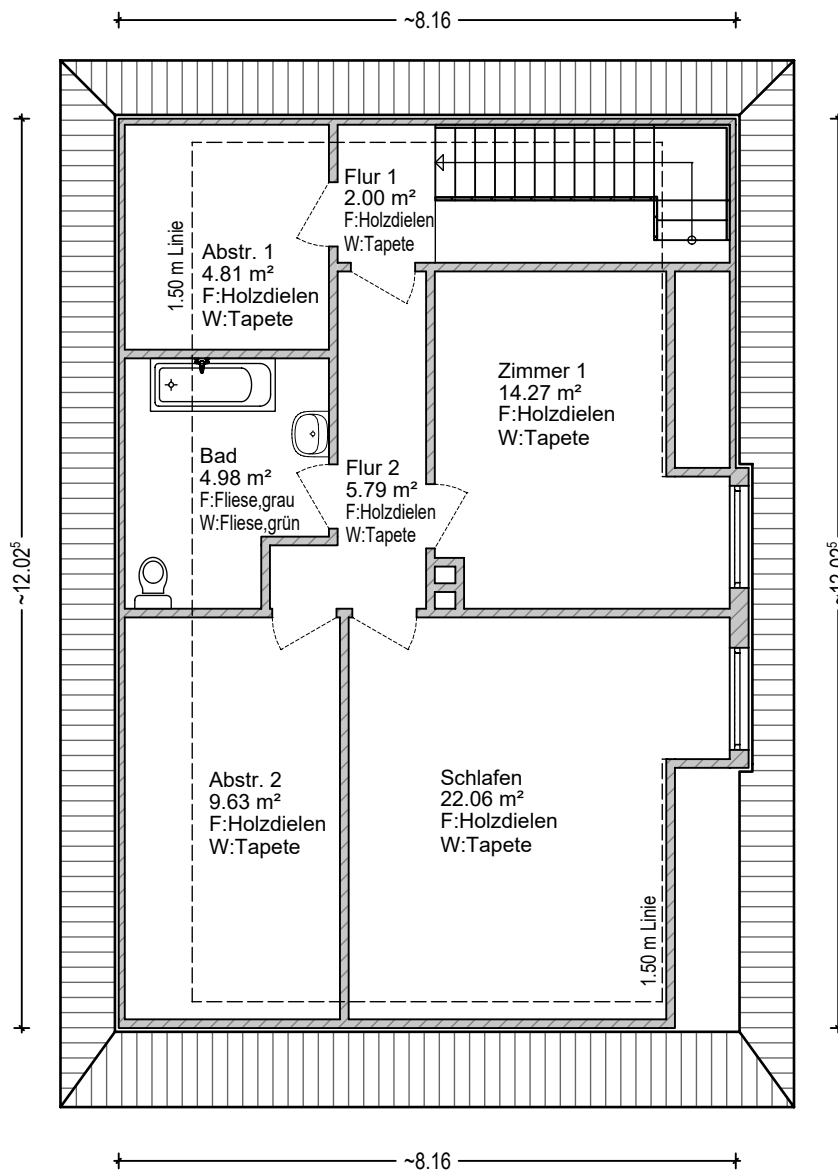 ~8.16
Flur 1
2.00 m²
F:Holzdielen
W:Tapete
1.50 m Linie
Abstr. 1
4.81 m²
F:Holzdielen
W:Tapete
Zimmer 1
14.27 m²
F:Holzdielen
W:Tapete
Bad
4.98 m²
F:Fliese,grau
W:Fliese,grün
Flur 2
5.79 m²
F:Holzdielen
W:Tapete
~12.02⁵
~12.02⁵
Abstr. 2
9.63 m²
F:Holzdielen
W:Tapete
Schlafen
22.06 m²
F:Holzdielen
W:Tapete
1.50 m Linie
~8.16